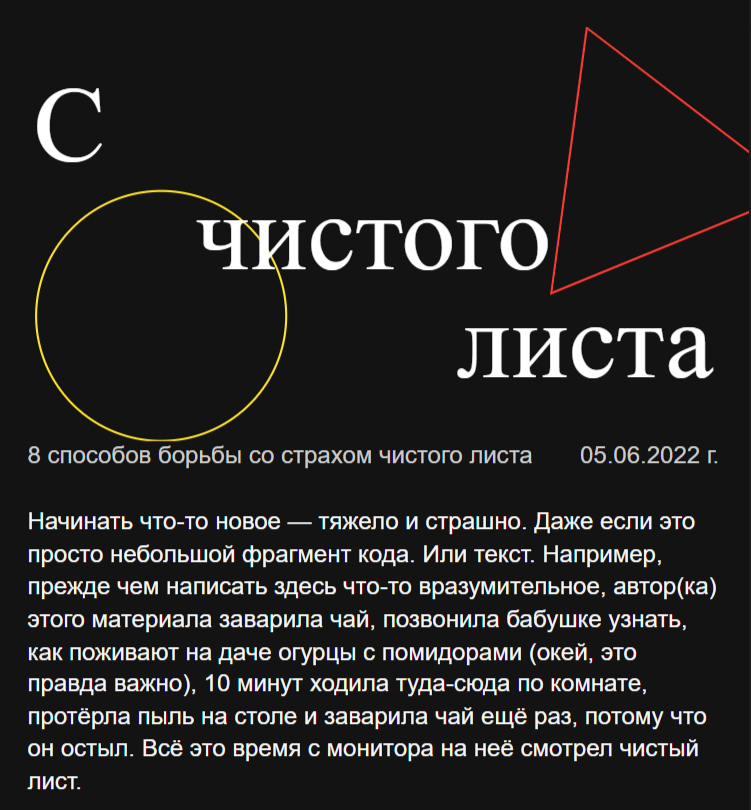 С
чистого
листа
8 способов борьбы со страхом чистого листа 05.06.2022 г.
Начинать что-то новое — тяжело и страшно. Даже если это
просто небольшой фрагмент кода. Или текст. Например,
прежде чем написать здесь что-то вразумительное, автор(ка)
этого материала заварила чай, позвонила бабушке узнать,
как поживают на даче огурцы с помидорами (окей, это
правда важно), 10 минут ходила туда-сюда по комнате,
протёрла пыль на столе и заварила чай ещё раз, потому что
он остыл. Всё это время с монитора на неё смотрел чистый
лист.